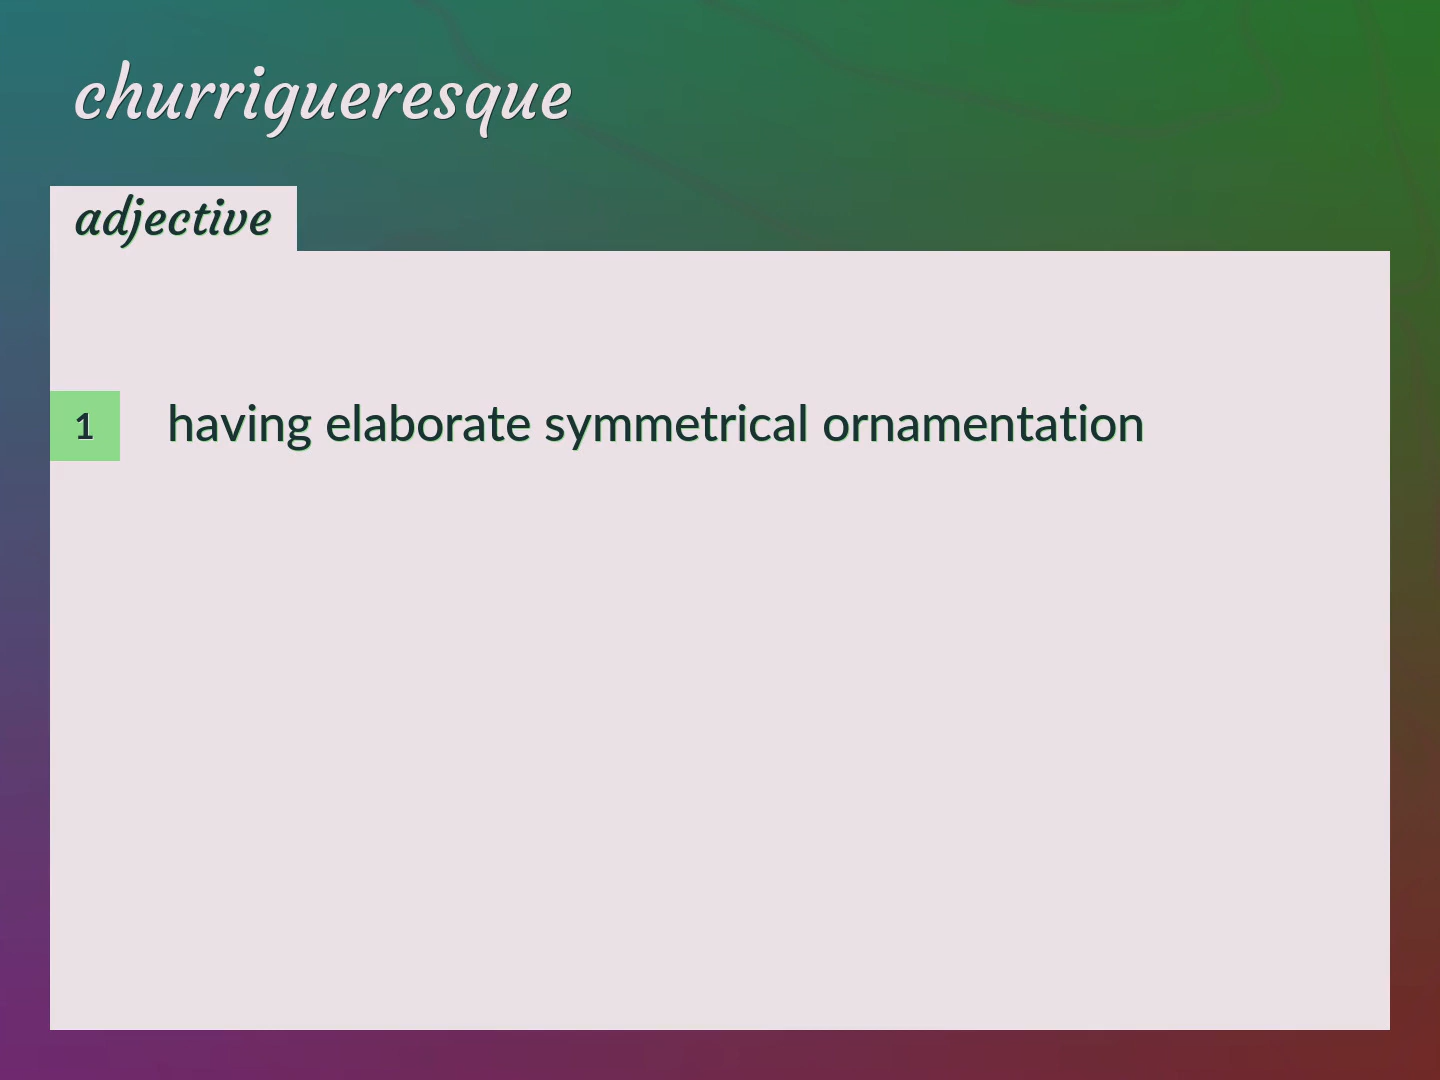 churrigueresque
adjective
1 having elaborate symmetrical ornamentation